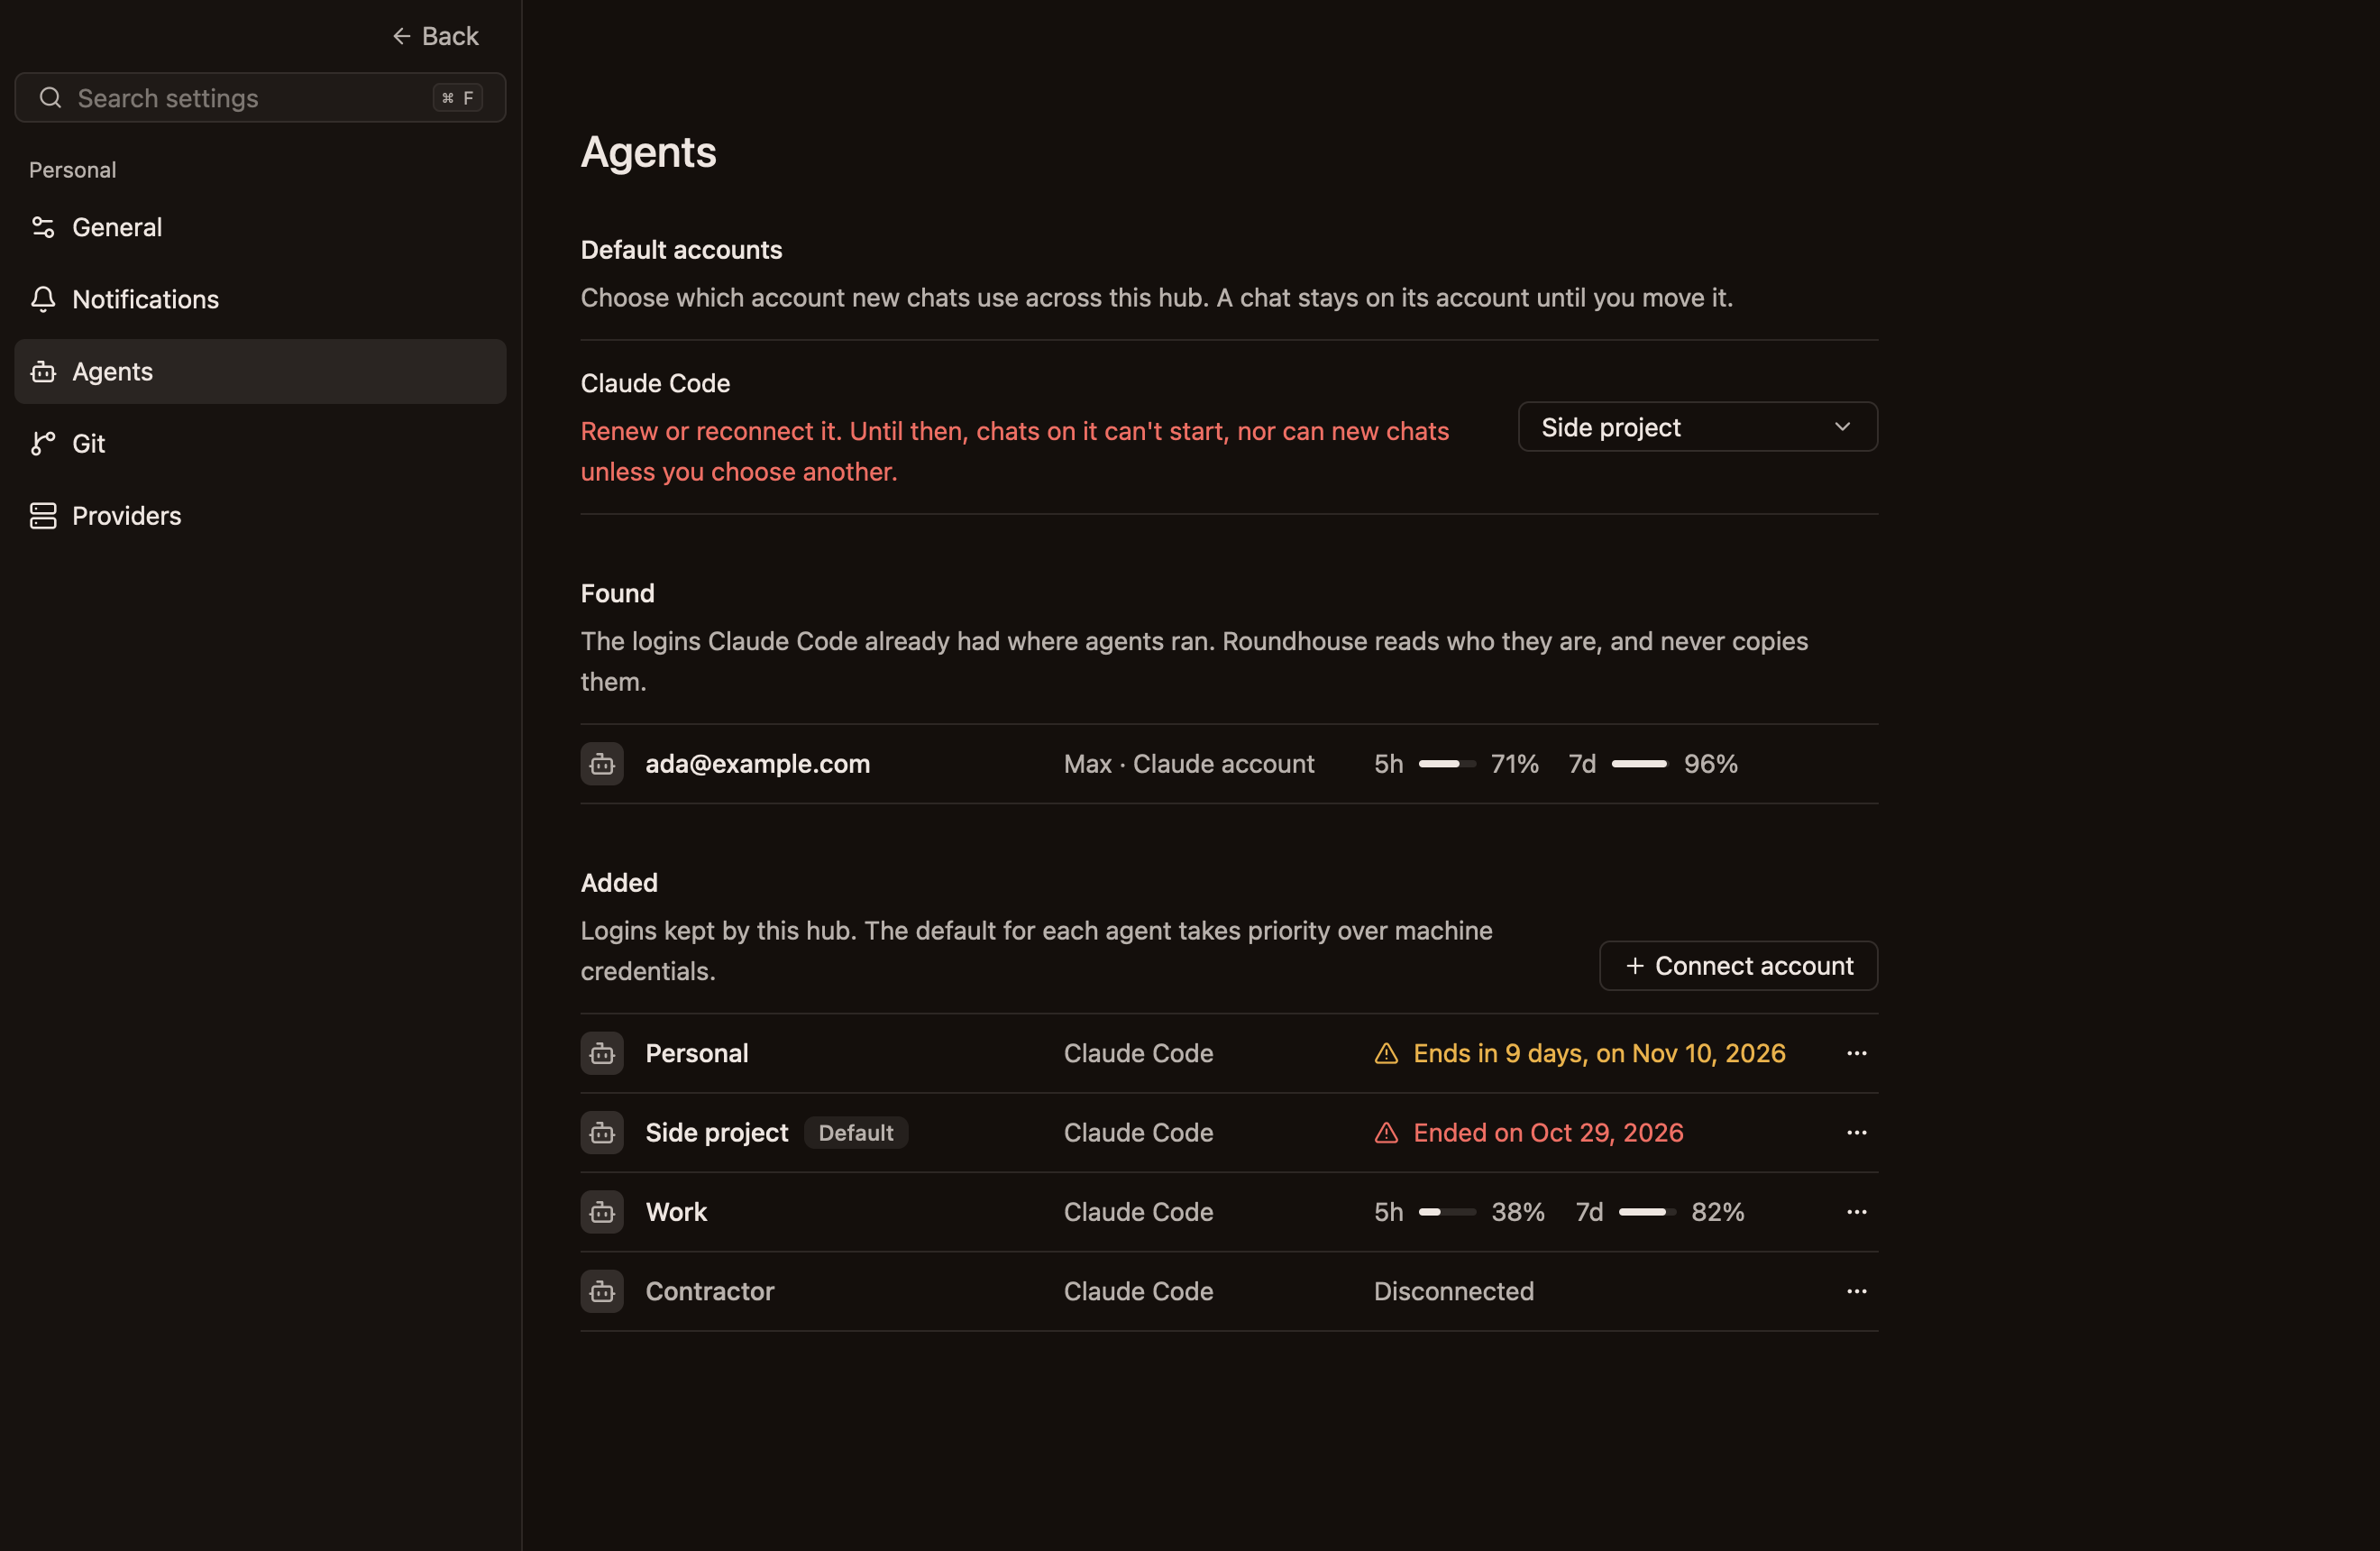 Back
Search settings
⌘ F
Personal
General
Notifications
Agents
Git
Providers
Agents
Default accounts
Choose which account new chats use across this hub. A chat stays on its account until you move it.
Claude Code
Renew or reconnect it. Until then, chats on it can't start, nor can new chats
unless you choose another.
Side project
Found
The logins Claude Code already had where agents ran. Roundhouse reads who they are, and never copies
them.
ada@example.com Max · Claude account 5h 71% 7d 96%
Added
Logins kept by this hub. The default for each agent takes priority over machine
credentials.
Connect account
Personal Claude Code Ends in 9 days, on Nov 10, 2026
Side project Default Claude Code Ended on Oct 29, 2026
Work Claude Code 5h 38% 7d 82%
Contractor Claude Code Disconnected